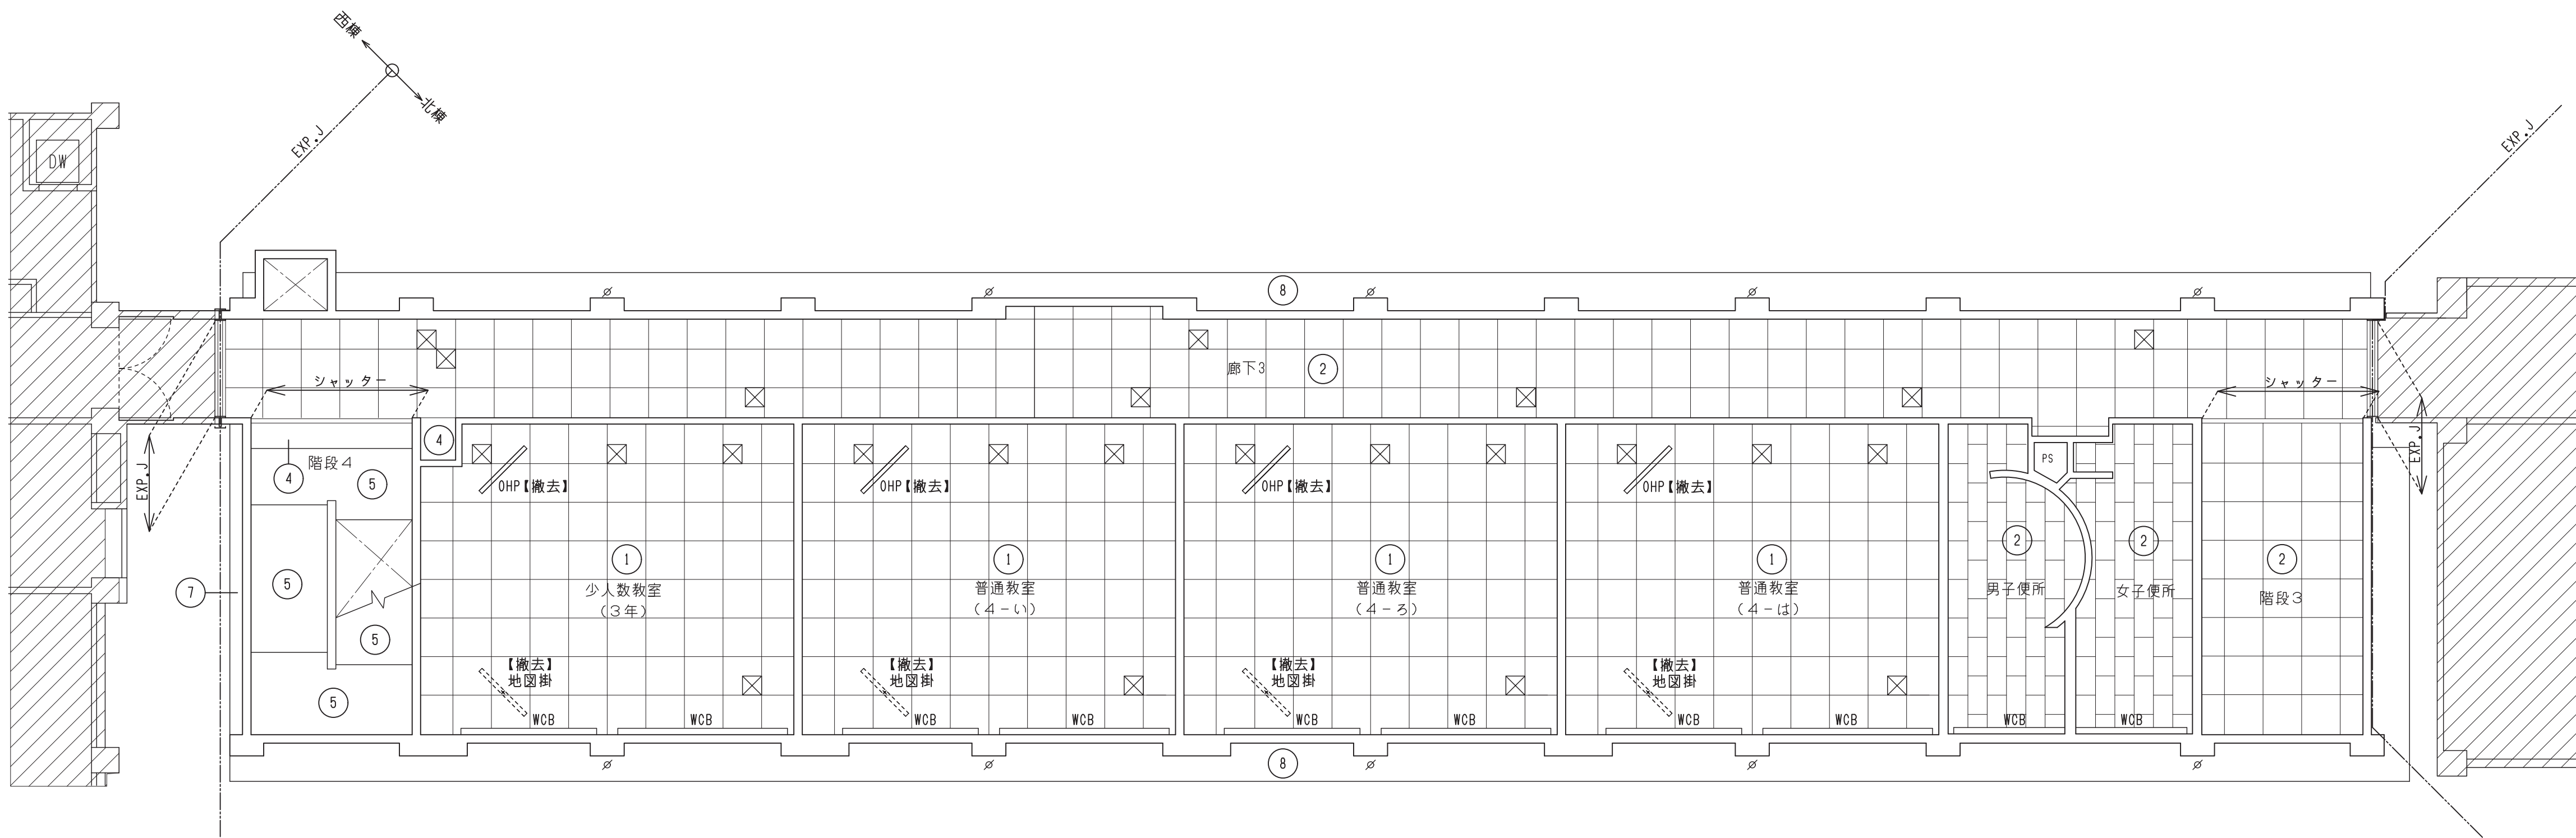 西棟
北棟
EXP.J
EXP.J
DW
8
廊下3
2
シャッター
シャッター
EXP.J
EXP.J
4
階段4
4
5
5
5
5
7
OHP【撤去】
1
少人数教室
(3年)
【撤去】
地図掛
WCB
WCB
OHP【撤去】
1
普通教室
(4-い)
【撤去】
地図掛
WCB
WCB
OHP【撤去】
1
普通教室
(4-ろ)
【撤去】
地図掛
WCB
WCB
OHP【撤去】
1
普通教室
(4-は)
【撤去】
地図掛
WCB
WCB
PS
2
男子便所
WCB
2
女子便所
WCB
2
階段3
8